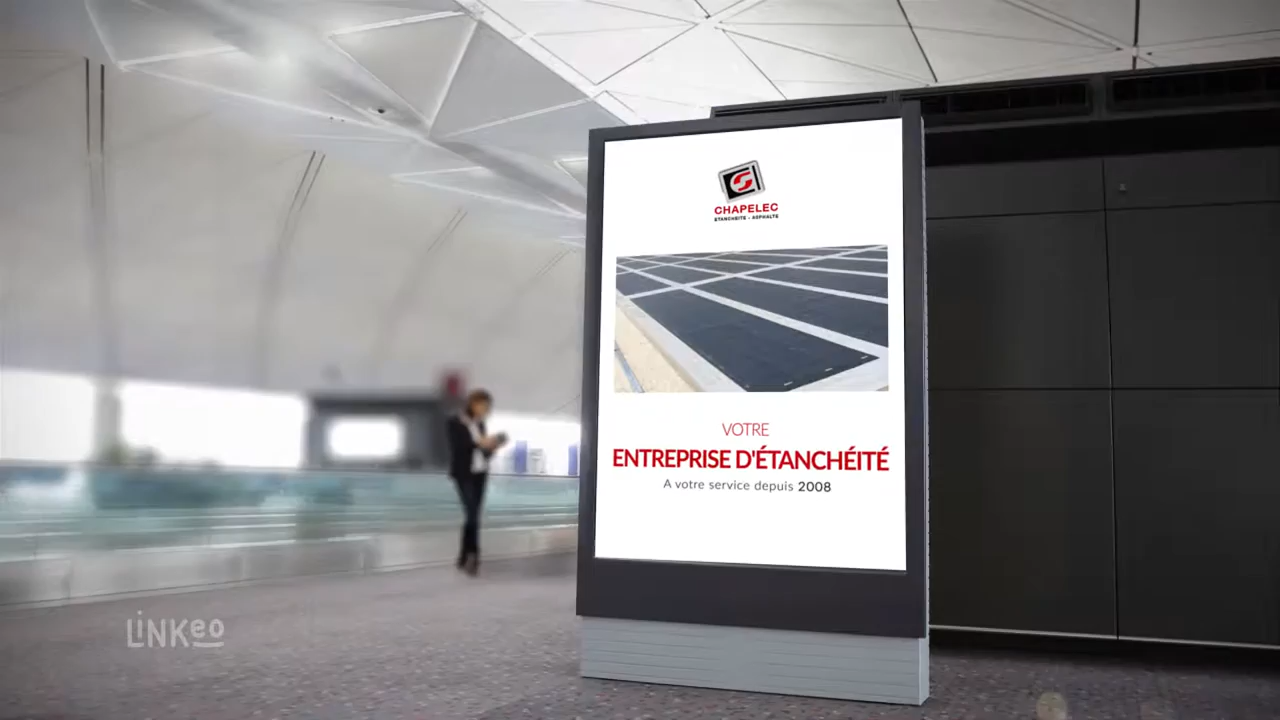 CHAPELEC
ETANCHEITE - ASPHALTE
VOTRE
ENTREPRISE D'ÉTANCHÉITÉ
A votre service depuis 2008
LINKeo